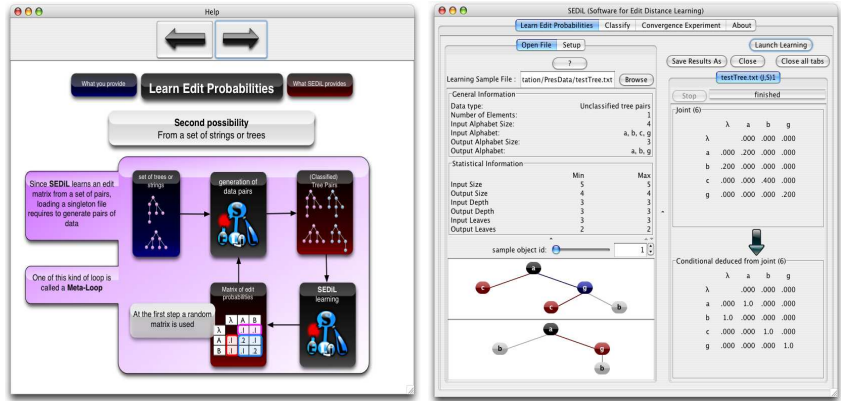 Help
What you provide
Learn Edit Probabilities
What SEDiL provides
Second possibility
From a set of strings or trees
Since SEDiL learns an edit
matrix from a set of pairs,
loading a singleton file
requires to generate pairs of
data
One of this kind of loop is
called a Meta-Loop
set of trees or
strings
generation of
data pairs
(Classified)
Tree Pairs
Matrix of edit
probabilities
At the first step a random
matrix is used
λ A B
λ .1 .1
A .1 .2 .1
B .1 .1 .2
SEDiL
learning
SEDiL (Software for Edit Distance Learning)
Learn Edit Probabilities Classify Convergence Experiment About
Open File Setup
?
Learning Sample File : tation/PresData/testTree.txt Browse
General Information
Data type: Unclassified tree pairs
Number of Elements: 1
Input Alphabet Size: 4
Input Alphabet: a, b, c, g
Output Alphabet Size: 3
Output Alphabet: a, b, g
Statistical Information
Min Max
Input Size 5 5
Output Size 4 4
Input Depth 3 3
Output Depth 3 3
Input Leaves 3 3
Output Leaves 2 2
sample object id: 1
a
c g
c b
a
b g
b
Launch Learning
Save Results As Close Close all tabs
testTree.txt (J,S)1
Stop finished
Joint (6)
λ a b g
λ .000 .000 .000
a .000 .200 .000 .000
b .200 .000 .000 .000
c .000 .000 .400 .000
g .000 .000 .000 .200
Conditional deduced from joint (6)
λ a b g
λ .000 .000 .000
a .000 1.0 .000 .000
b 1.0 .000 .000 .000
c .000 .000 1.0 .000
g .000 .000 .000 1.0